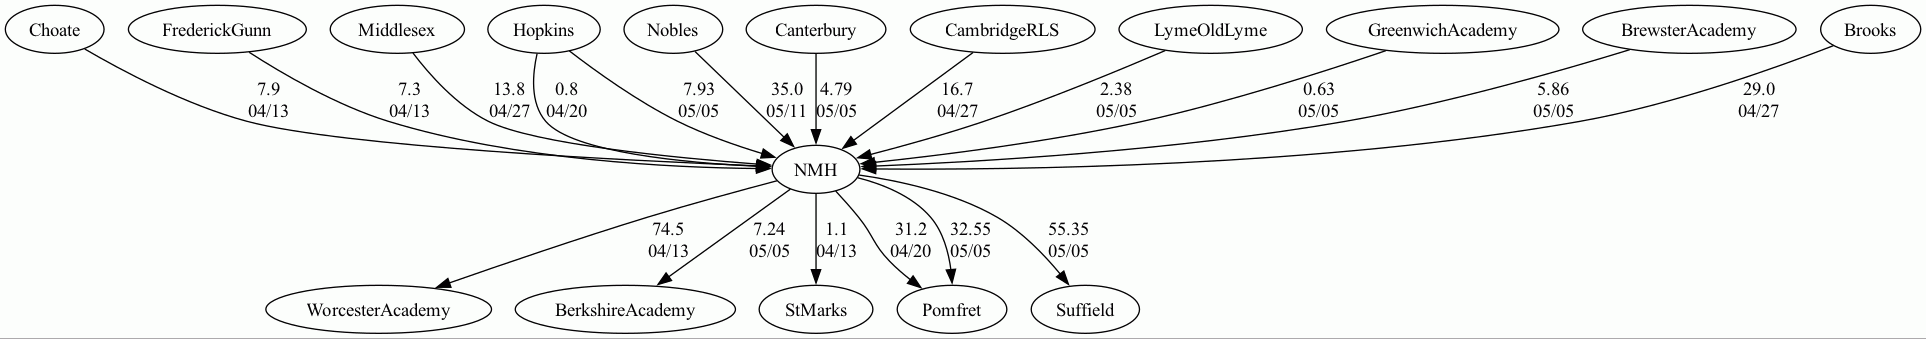 Choate
FrederickGunn
Middlesex
Hopkins
Nobles
Canterbury
CambridgeRLS
LymeOldLyme
GreenwichAcademy
BrewsterAcademy
Brooks
7.9
04/13
7.3
04/13
13.8
04/27
0.8
04/20
7.93
05/05
35.0
05/11
4.79
05/05
16.7
04/27
2.38
05/05
0.63
05/05
5.86
05/05
29.0
04/27
NMH
74.5
04/13
7.24
05/05
1.1
04/13
31.2
04/20
32.55
05/05
55.35
05/05
WorcesterAcademy
BerkshireAcademy
StMarks
Pomfret
Suffield